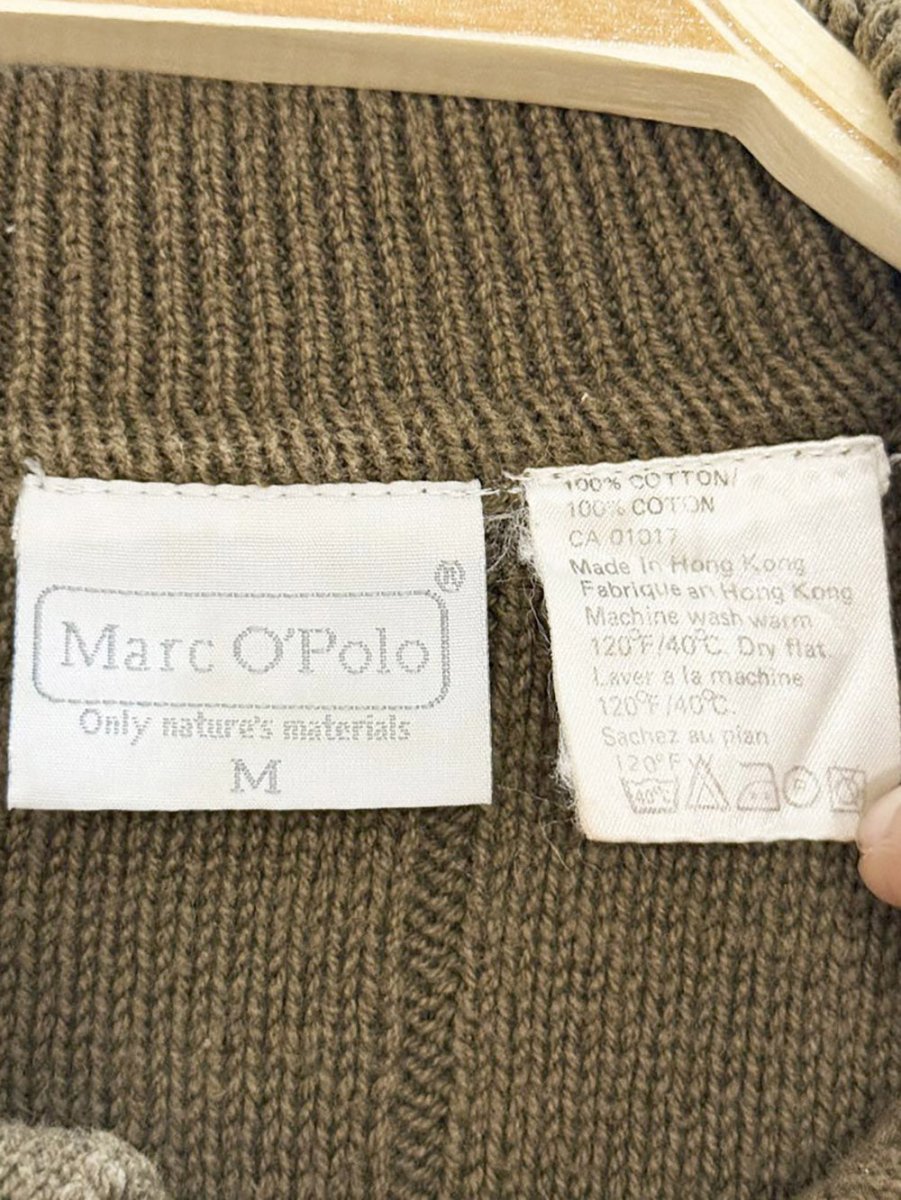 Marc O'Polo®
Only nature's materials
M
100% COTTON/
100% COTON
CA 01017
Made In Hong Kong
Fabrique an Hong Kong
Machine wash warm
120°F/40°C. Dry flat.
Laver a la machine
120°F/40°C.
Sachez au plan
120°F
40°C